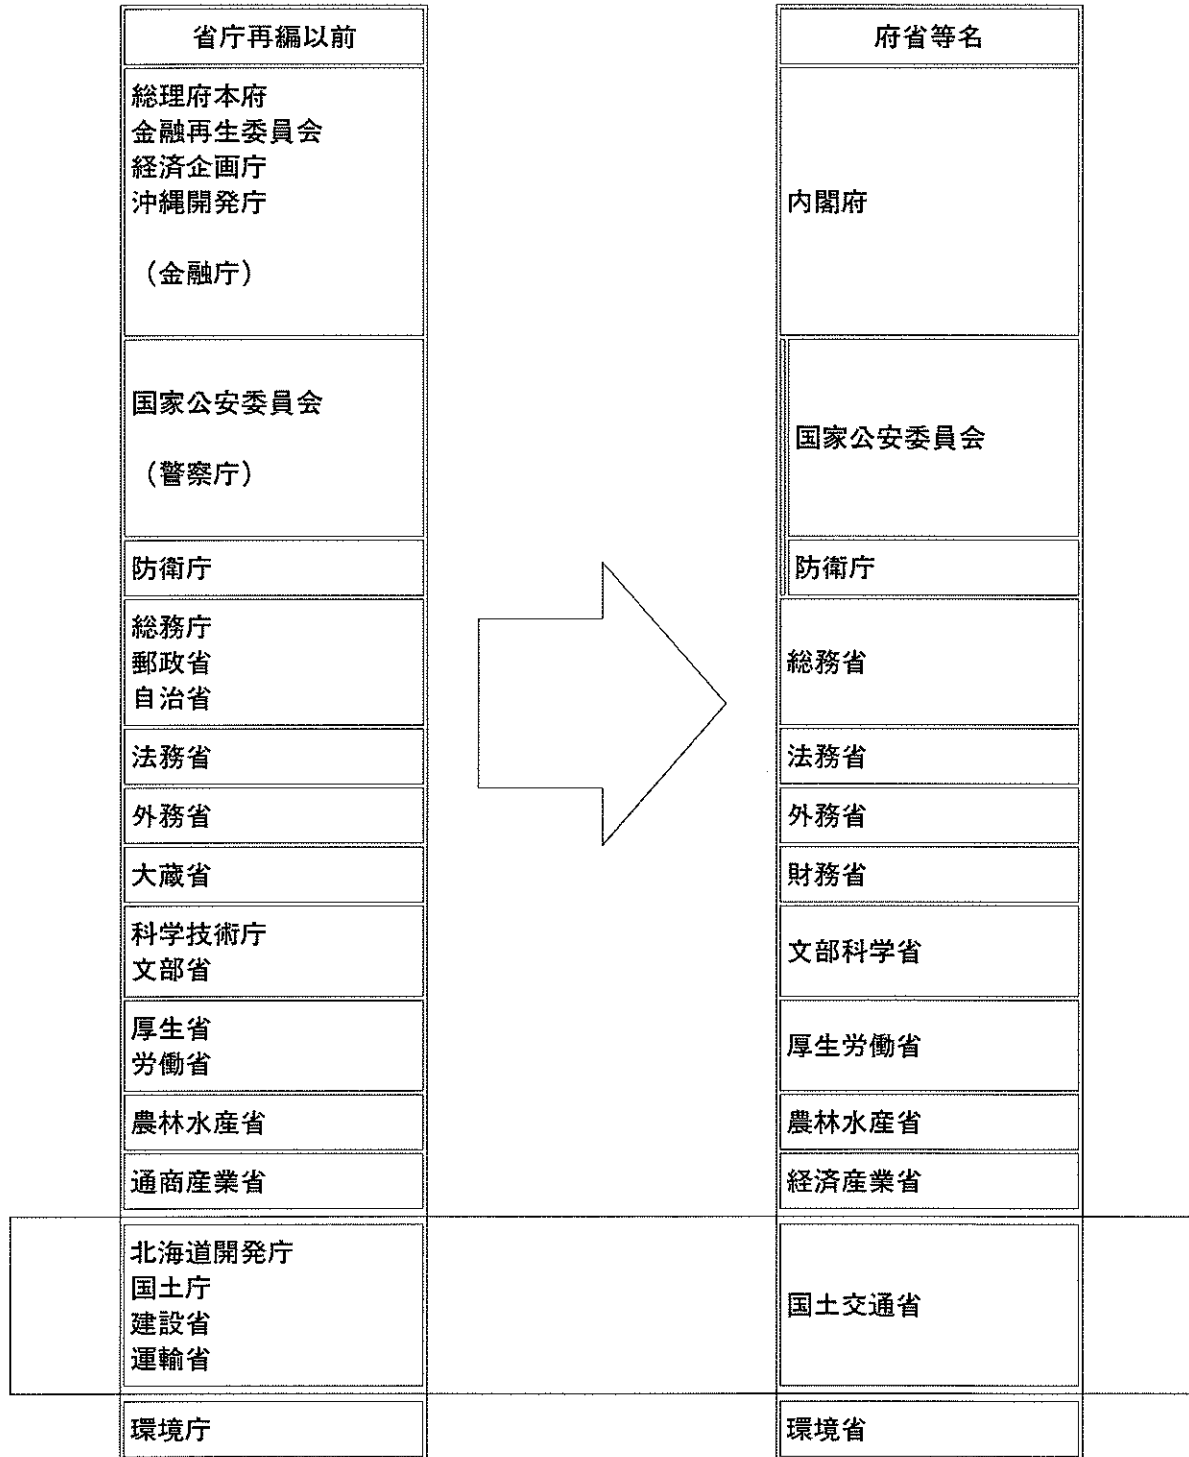 省庁再編以前
総理府本府
金融再生委員会
経済企画庁
沖縄開発庁
（金融庁）
国家公安委員会
（警察庁）
防衛庁
総務庁
郵政省
自治省
法務省
外務省
大蔵省
科学技術庁
文部省
厚生省
労働省
農林水産省
通商産業省
北海道開発庁
国土庁
建設省
運輸省
環境庁
府省等名
内閣府
国家公安委員会
防衛庁
総務省
法務省
外務省
財務省
文部科学省
厚生労働省
農林水産省
経済産業省
国土交通省
環境省